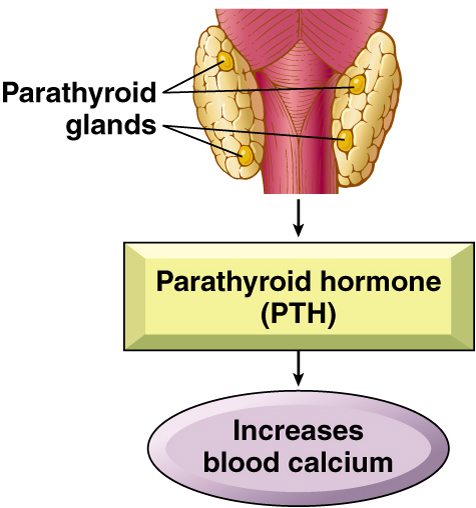 Parathyroid
glands
Parathyroid hormone
(PTH)
Increases
blood calcium